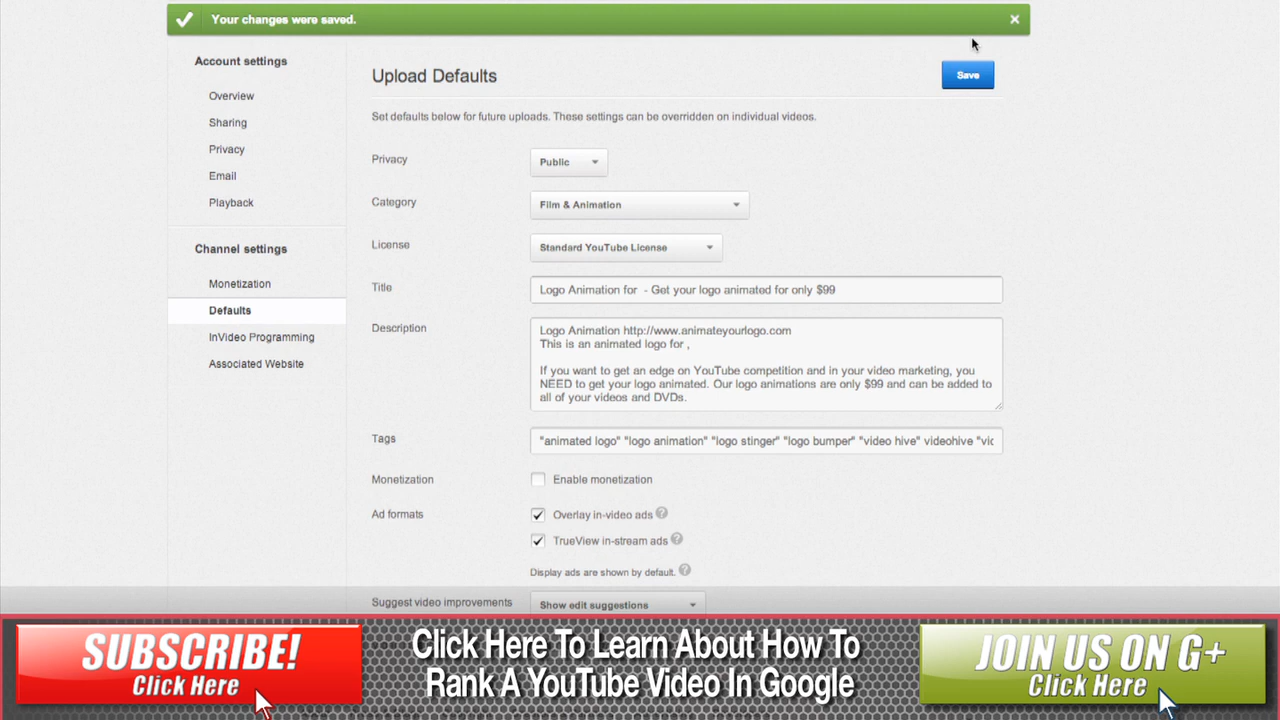 Your changes were saved.
Account settings
Overview
Sharing
Privacy
Email
Playback
Channel settings
Monetization
Defaults
InVideo Programming
Associated Website
Upload Defaults
Save
Set defaults below for future uploads. These settings can be overridden on individual videos.
Privacy
Public
Category
Film & Animation
License
Standard YouTube License
Title
Logo Animation for - Get your logo animated for only $99
Description
Logo Animation http://www.animateyourlogo.com
This is an animated logo for ,
If you want to get an edge on YouTube competition and in your video marketing, you
NEED to get your logo animated. Our logo animations are only $99 and can be added to
all of your videos and DVDs.
Tags
"animated logo" "logo animation" "logo stinger" "logo bumper" "video hive" videohive "vic
Monetization
Enable monetization
Ad formats
Overlay in-video ads ?
TrueView in-stream ads ?
Display ads are shown by default. ?
Suggest video improvements
Show edit suggestions
SUBSCRIBE!
Click Here
Click Here To Learn About How To
Rank A YouTube Video In Google
JOIN US ON G+
Click Here